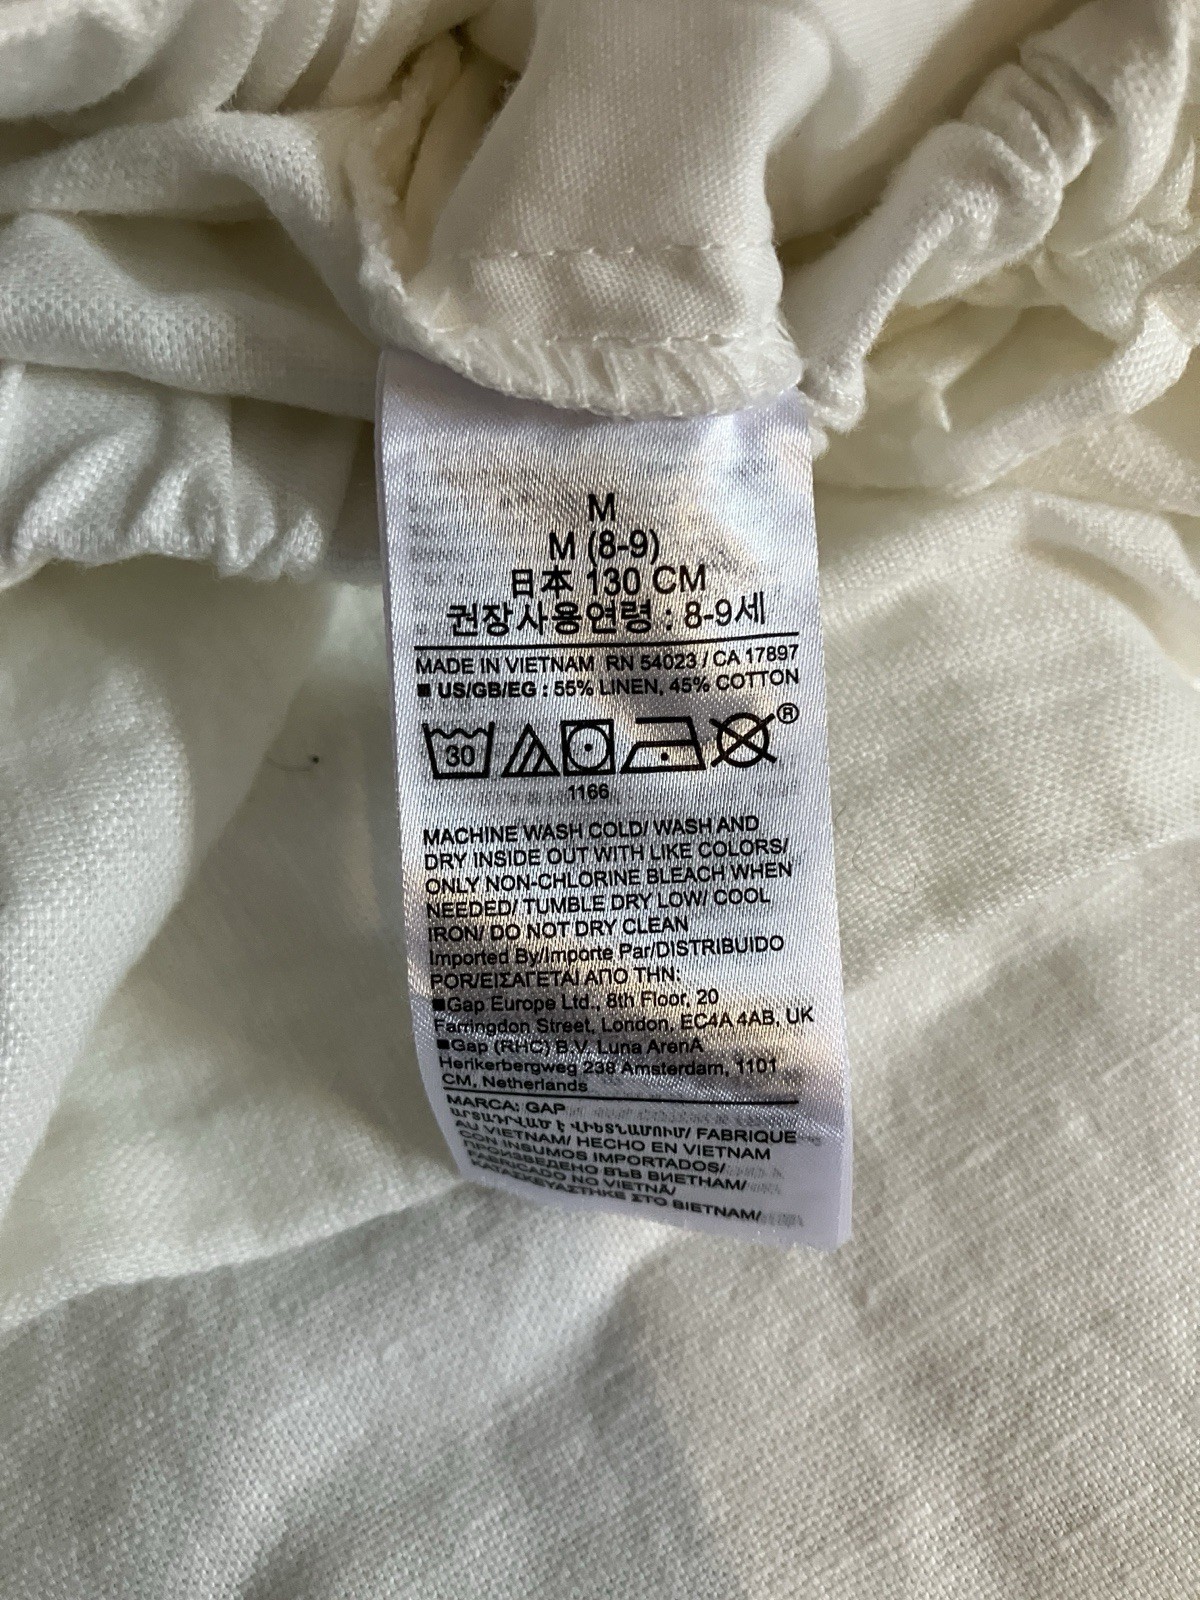 M
M (8-9)
日本 130 CM
권장사용연령 : 8-9세
MADE IN VIETNAM RN 54023 / CA 17897
■ US/GB/EG : 55% LINEN, 45% COTTON
30
®
1166
MACHINE WASH COLD/ WASH AND
DRY INSIDE OUT WITH LIKE COLORS/
ONLY NON-CHLORINE BLEACH WHEN
NEEDED/ TUMBLE DRY LOW/ COOL
IRON/ DO NOT DRY CLEAN
Imported By/Importe Par/DISTRIBUIDO
POR/ΕΙΣΑΓΕΤΑΙ ΑΠΟ ΤΗΝ:
■Gap Europe Ltd., 8th Floor, 20
Farringdon Street, London, EC4A 4AB, UK
■Gap (RHC) B.V. Luna ArenA
Herikerbergweg 238 Amsterdam, 1101
CM, Netherlands
MARCA: GAP
ԱՐՏԱԴՐՎԱԾ Է ՎԻԵՏՆԱՄՈՒՄ/ FABRIQUE
AU VIETNAM/ HECHO EN VIETNAM
CON INSUMOS IMPORTADOS/
ПРОИЗВЕДЕНО ВЪВ ВИЕТНАМ/
FABRICADO NO VIETNÃ/
ΚΑΤΑΣΚΕΥΑΣΤΗΚΕ ΣΤΟ ΒΙΕΤΝΑΜ/